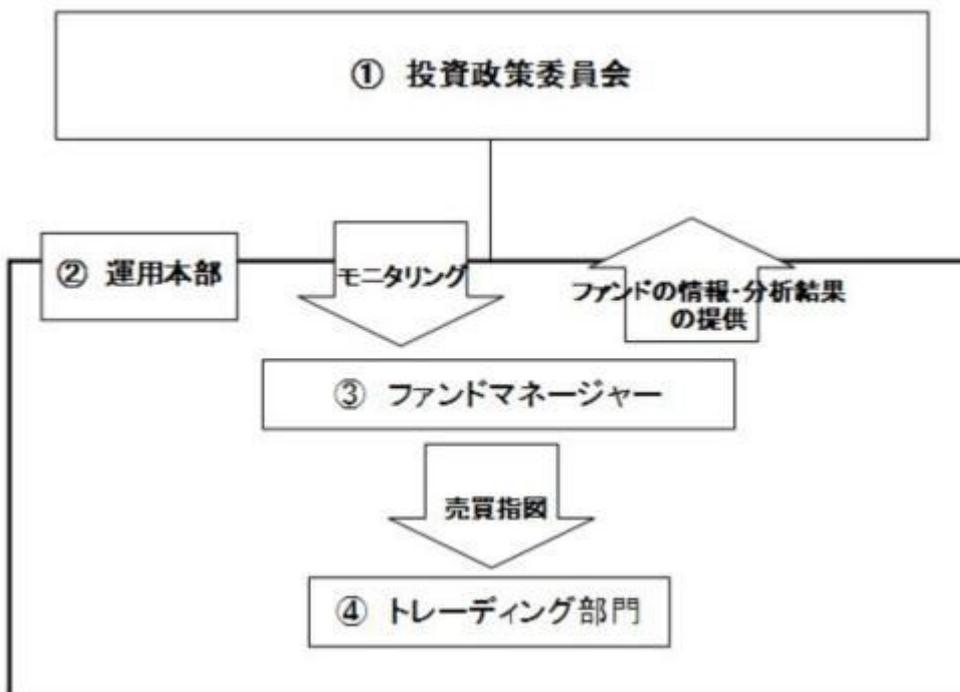 ① 投資政策委員会
② 運用本部
モニタリング
ファンドの情報・分析結果
の提供
③ ファンドマネージャー
売買指図
④ トレーディング部門